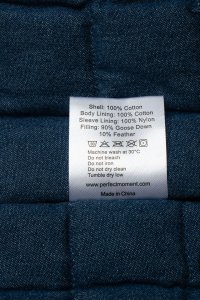 Shell: 100% Cotton
Body Lining: 100% Cotton
Sleeve Lining: 100% Nylon
Filling: 90% Goose Down
10% Feather
Machine wash at 30°C
Do not bleach
Do not iron
Do not dry clean
Tumble dry low
www.perfectmoment.com
Made in China